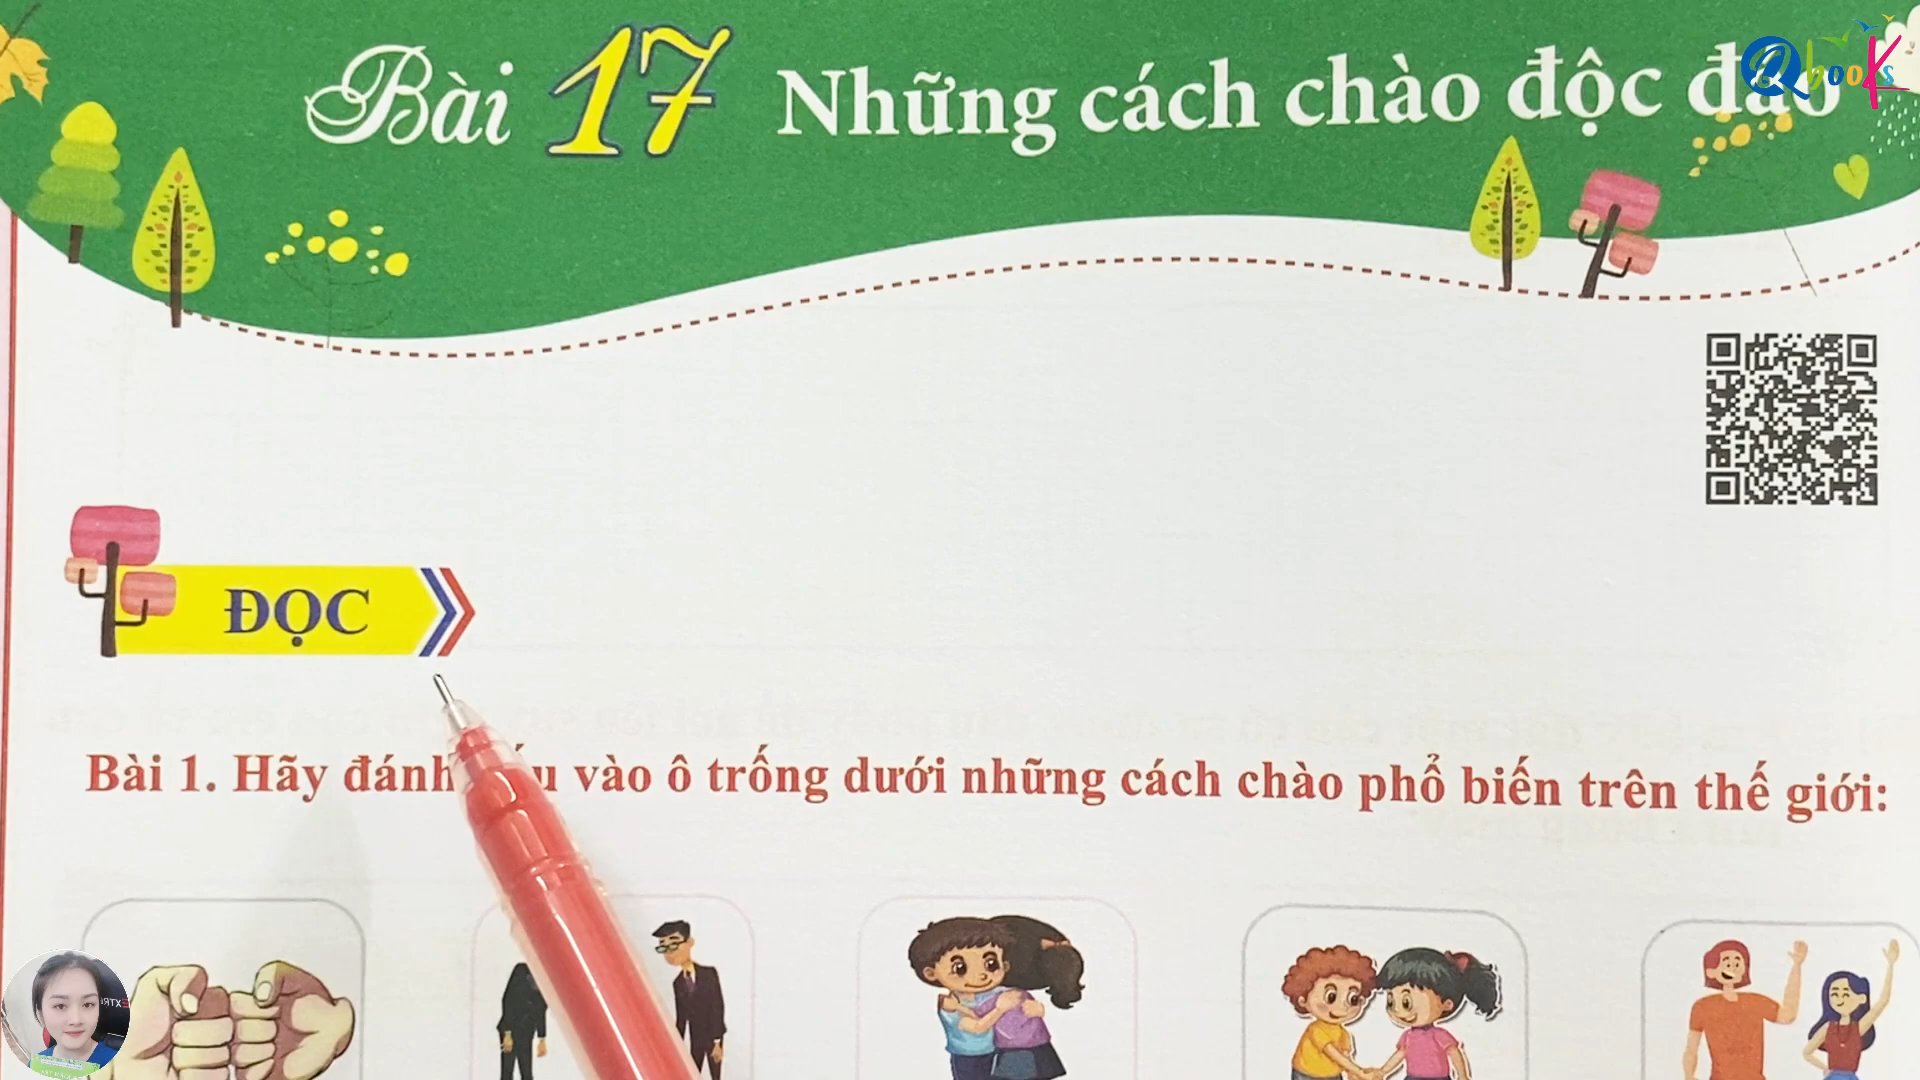 Bài 17 Những cách chào độc đáo
Qbooks
ĐỌC
Bài 1. Hãy đánh vào ô trống dưới những cách chào phổ biến trên thế giới: